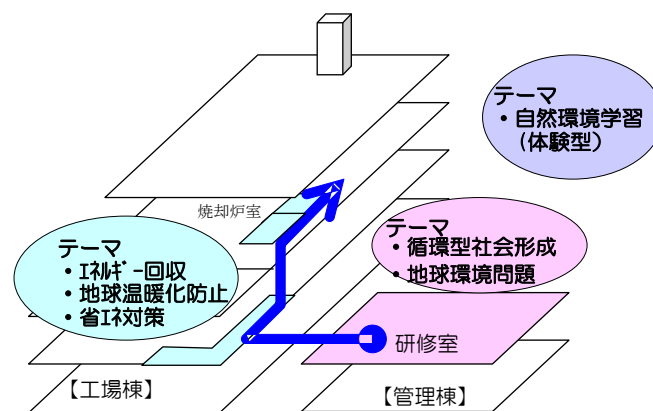 テーマ
・自然環境学習
（体験型）
焼却炉室
テーマ
・ｴﾈﾙｷﾞｰ回収
・地球温暖化防止
・省ｴﾈ対策
テーマ
・循環型社会形成
・地球環境問題
研修室
【工場棟】
【管理棟】